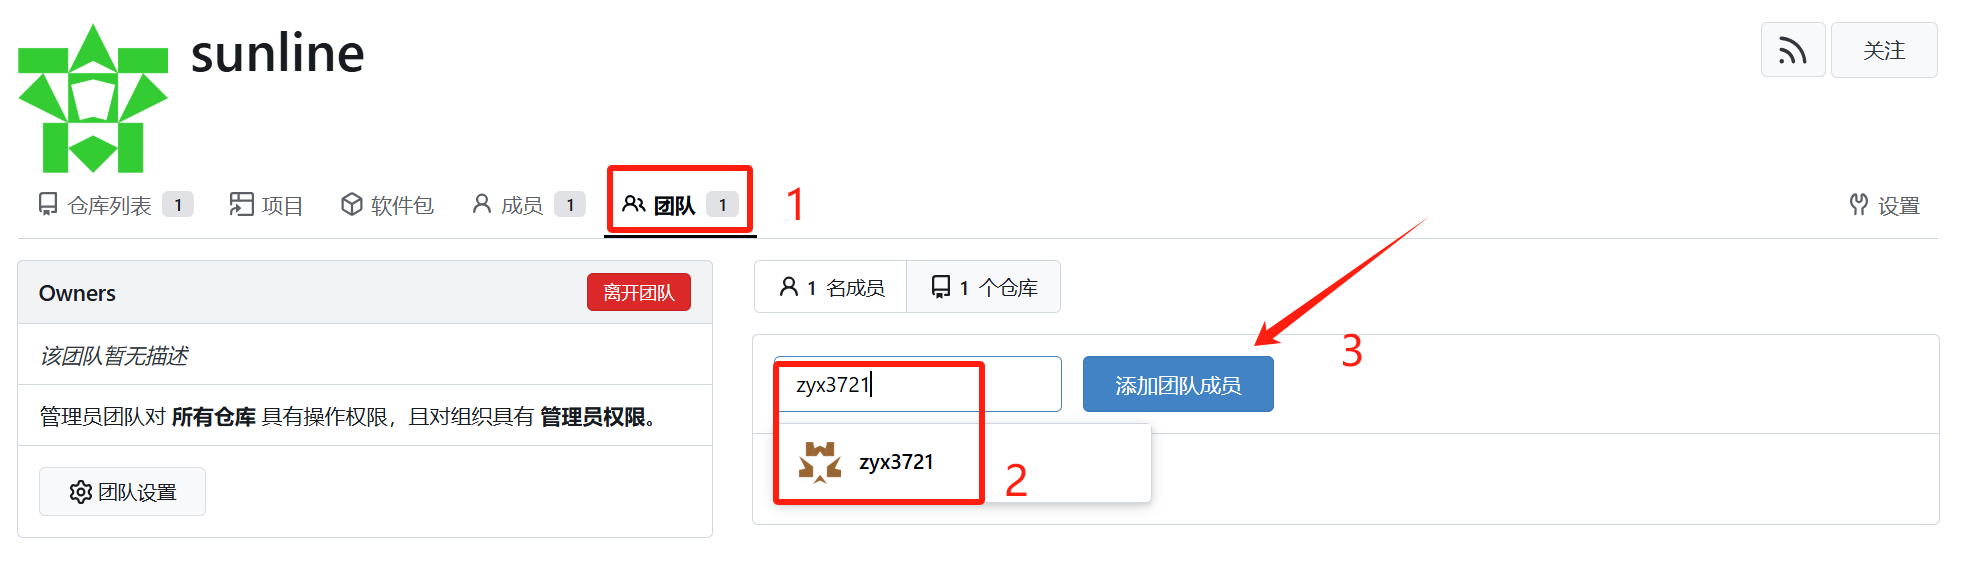 sunline
关注
仓库列表 1 项目 软件包 成员 1 团队 1 1 设置
Owners 离开团队
该团队暂无描述
管理员团队对 所有仓库 具有操作权限，且对组织具有 管理员权限。
团队设置
1 名成员 1 个仓库
zyx3721 添加团队成员 3
zyx3721 2